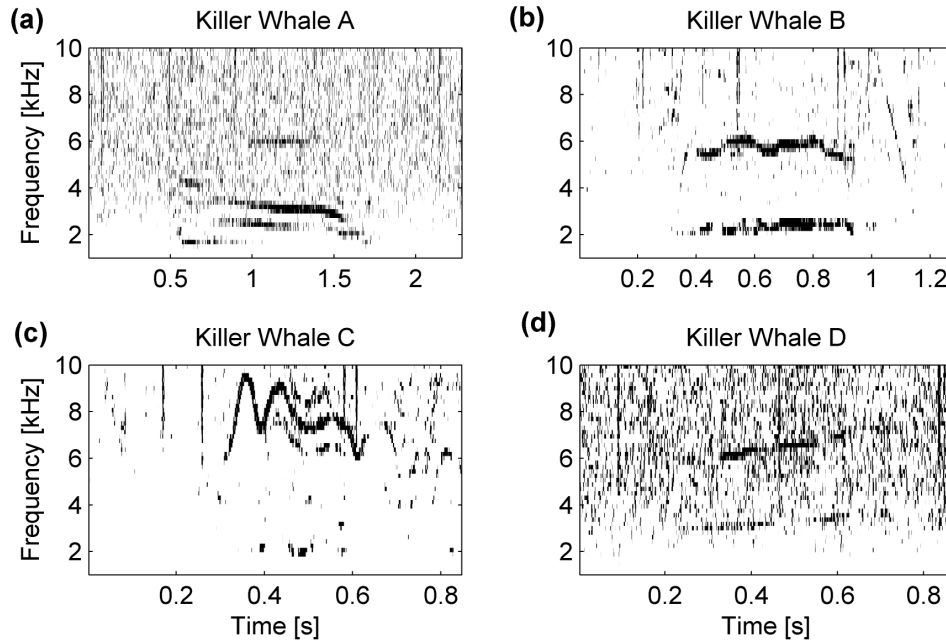 (a) Killer Whale A
10
8
6
4
2
Frequency [kHz]
0.5 1 1.5 2
(b) Killer Whale B
10
8
6
4
2
0.2 0.4 0.6 0.8 1 1.2
(c) Killer Whale C
10
8
6
4
2
Frequency [kHz]
0.2 0.4 0.6 0.8
Time [s]
(d) Killer Whale D
10
8
6
4
2
0.2 0.4 0.6 0.8
Time [s]